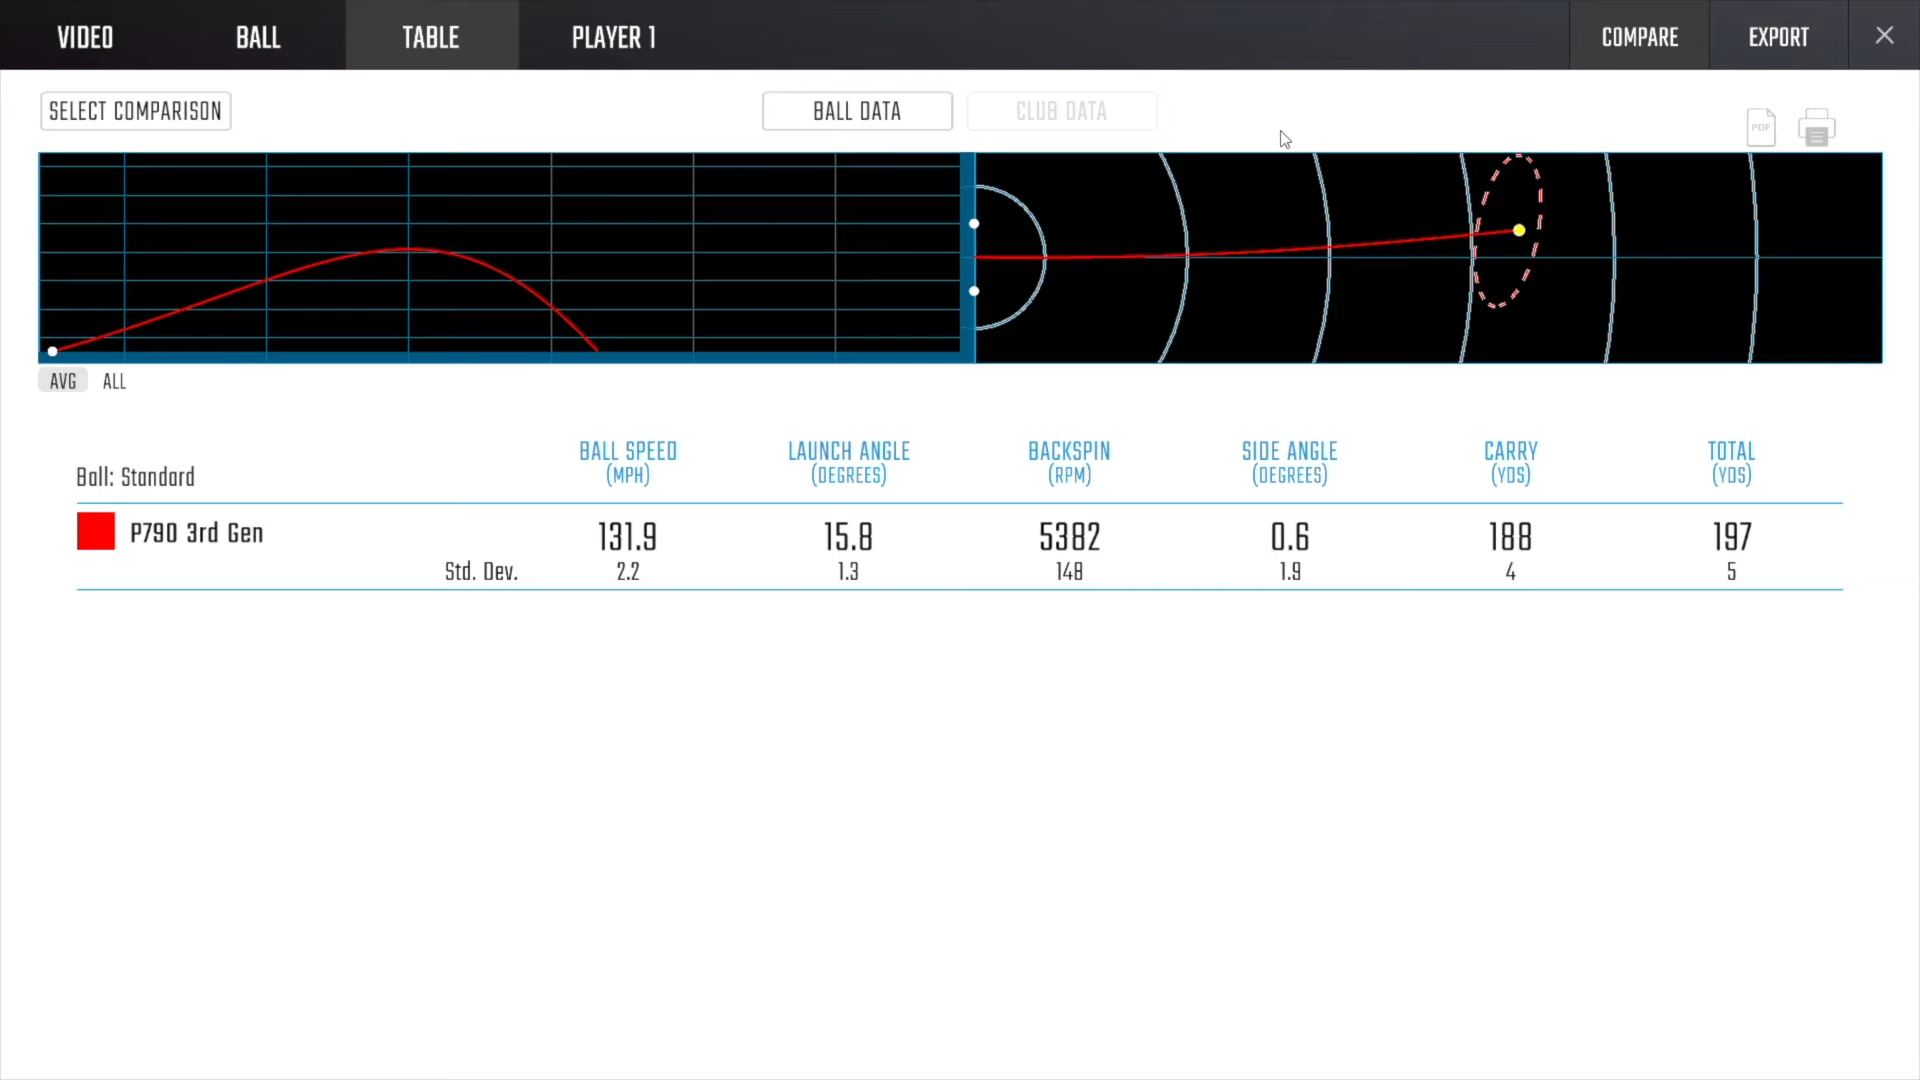 VIDEO BALL TABLE PLAYER 1 COMPARE EXPORT
SELECT COMPARISON BALL DATA CLUB DATA PDF
AVG ALL
BALL SPEED LAUNCH ANGLE BACKSPIN SIDE ANGLE CARRY TOTAL
(MPH) (DEGREES) (RPM) (DEGREES) (YDS) (YDS)
Ball: Standard
P790 3rd Gen 131.9 15.8 5382 0.6 188 197
Std. Dev. 2.2 1.3 148 1.9 4 5